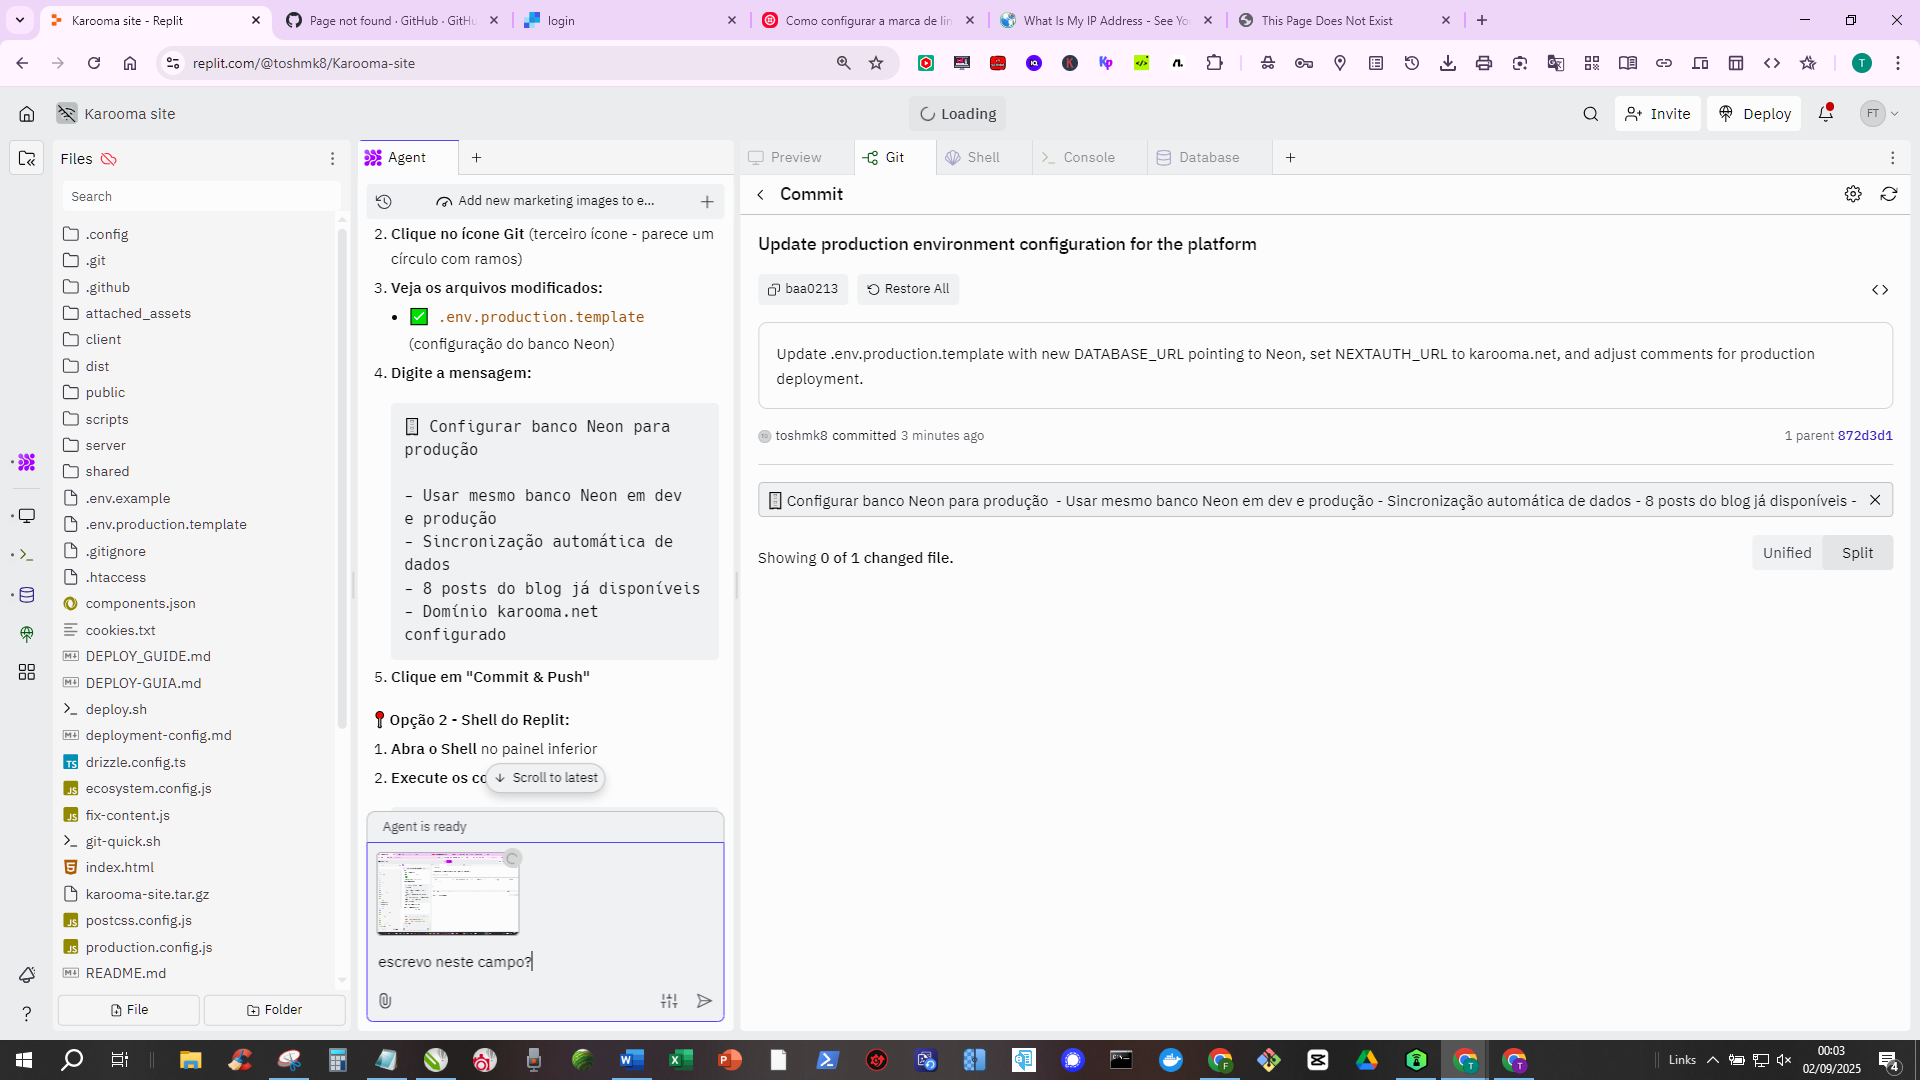 Karooma site - Replit
Page not found · GitHub · GitHu
login
Como configurar a marca de lin
What Is My IP Address - See Yo
This Page Does Not Exist
replit.com/@toshmk8/Karooma-site
T
Karooma site
Loading
Invite
Deploy
FT
Files
Search
.config
.git
.github
attached_assets
client
dist
public
scripts
server
shared
.env.example
.env.production.template
.gitignore
.htaccess
components.json
cookies.txt
DEPLOY_GUIDE.md
DEPLOY-GUIA.md
deploy.sh
deployment-config.md
drizzle.config.ts
ecosystem.config.js
fix-content.js
git-quick.sh
index.html
karooma-site.tar.gz
postcss.config.js
production.config.js
README.md
File
Folder
Agent
Add new marketing images to e...
2. Clique no ícone Git (terceiro ícone - parece um
círculo com ramos)
3. Veja os arquivos modificados:
• ✅ .env.production.template
(configuração do banco Neon)
4. Digite a mensagem:
Configurar banco Neon para
produção
- Usar mesmo banco Neon em dev
e produção
- Sincronização automática de
dados
- 8 posts do blog já disponíveis
- Domínio karooma.net
configurado
5. Clique em "Commit & Push"
📍 Opção 2 - Shell do Replit:
1. Abra o Shell no painel inferior
2. Execute os co
Scroll to latest
Agent is ready
escrevo neste campo?
Preview
Git
Shell
Console
Database
Commit
Update production environment configuration for the platform
baa0213
Restore All
Update .env.production.template with new DATABASE_URL pointing to Neon, set NEXTAUTH_URL to karooma.net, and adjust comments for production
deployment.
toshmk8 committed 3 minutes ago
1 parent 872d3d1
Configurar banco Neon para produção - Usar mesmo banco Neon em dev e produção - Sincronização automática de dados - 8 posts do blog já disponíveis -
Showing 0 of 1 changed file.
Unified
Split
Links
00:03
02/09/2025
4